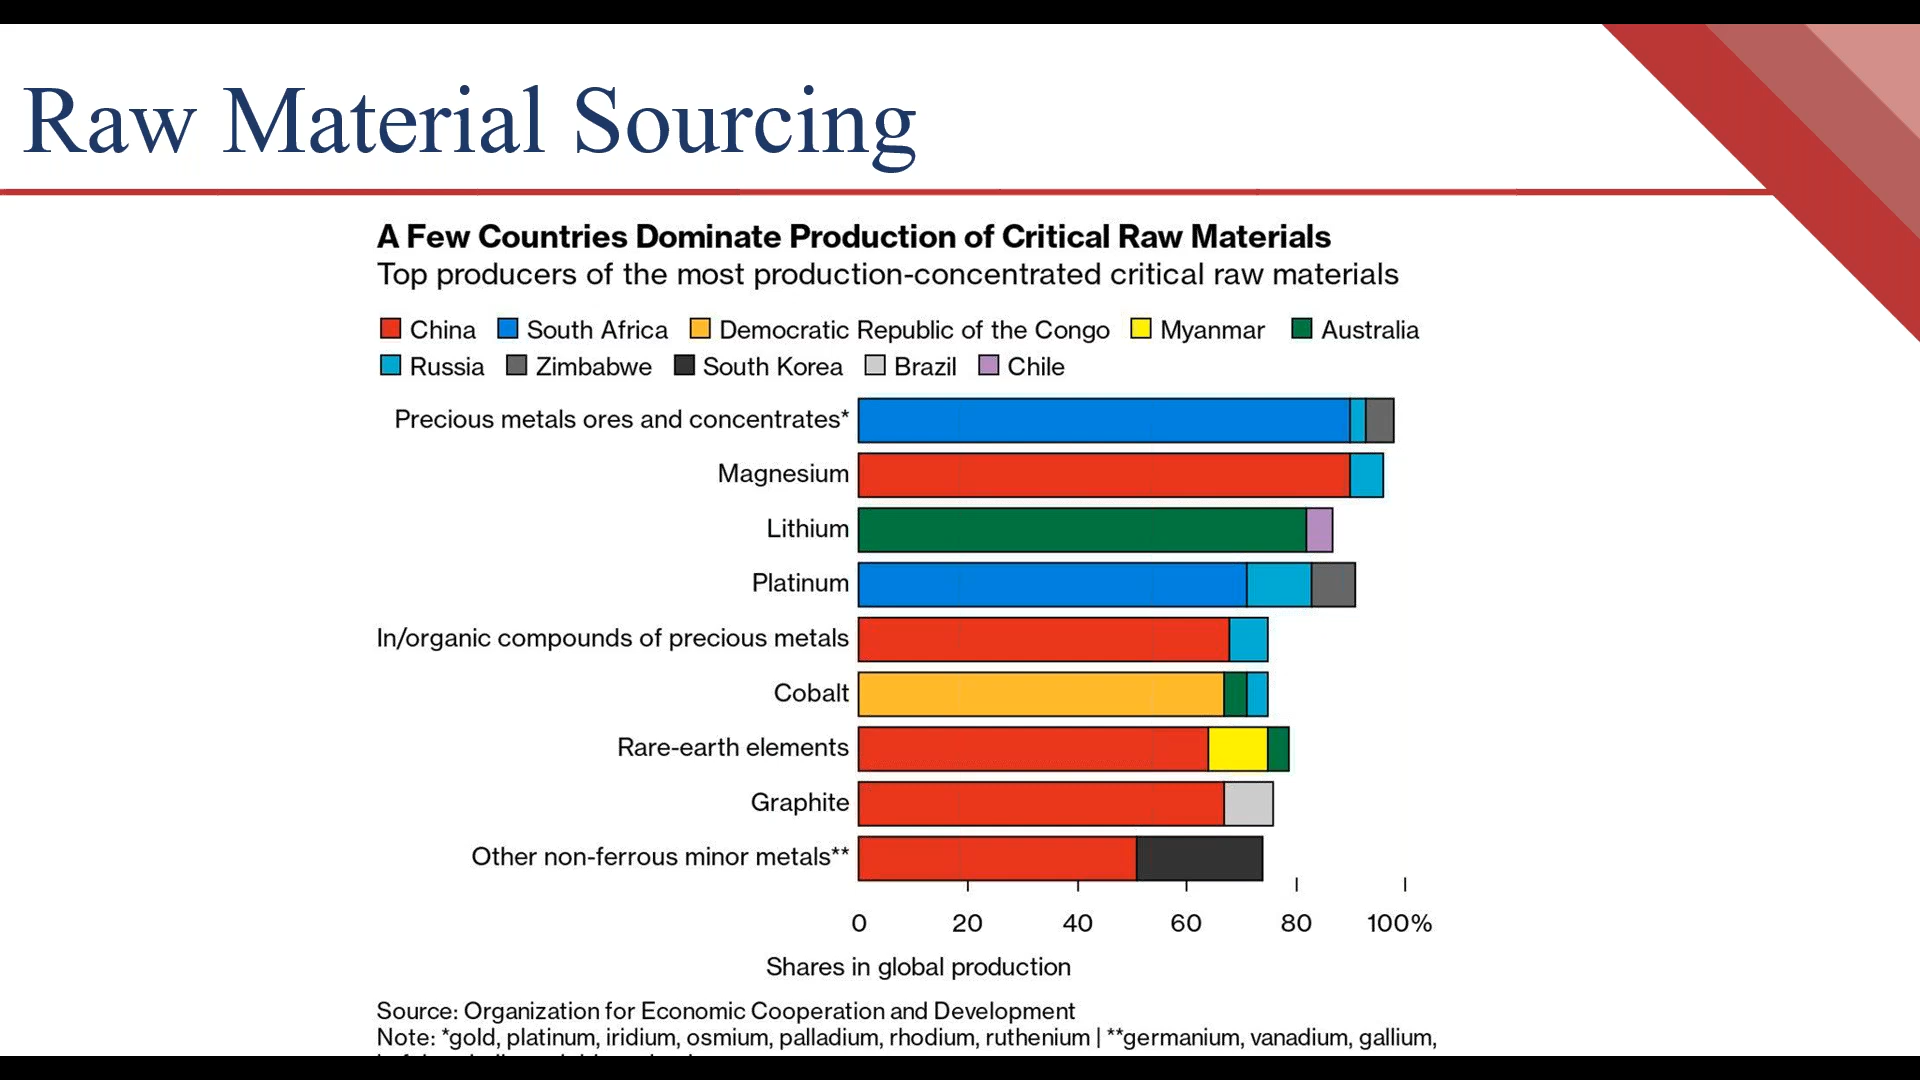 Raw Material Sourcing
A Few Countries Dominate Production of Critical Raw Materials
Top producers of the most production-concentrated critical raw materials
China South Africa Democratic Republic of the Congo Myanmar Australia
Russia Zimbabwe South Korea Brazil Chile
Precious metals ores and concentrates*
Magnesium
Lithium
Platinum
In/organic compounds of precious metals
Cobalt
Rare-earth elements
Graphite
Other non-ferrous minor metals**
0 20 40 60 80 100%
Shares in global production
Source: Organization for Economic Cooperation and Development
Note: *gold, platinum, iridium, osmium, palladium, rhodium, ruthenium | **germanium, vanadium, gallium,